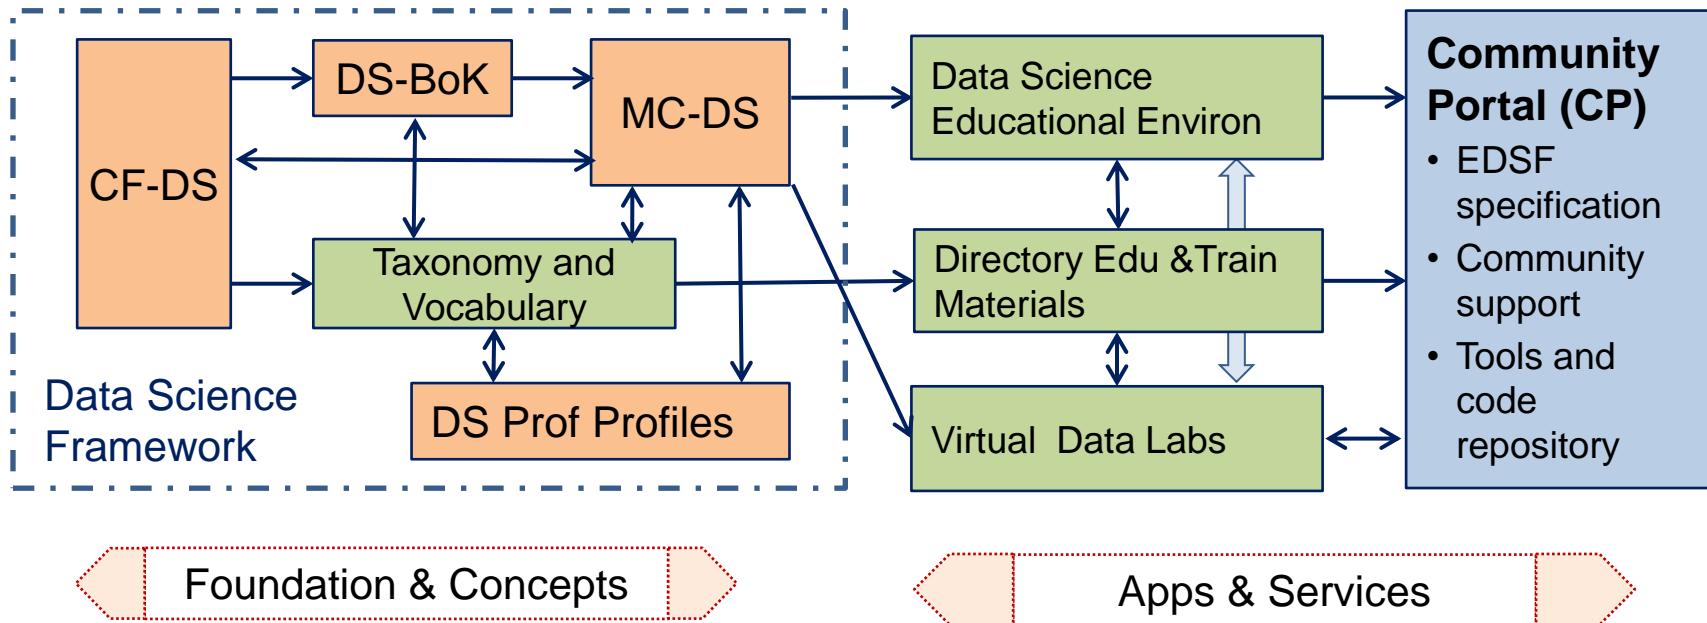 CF-DS
DS-BoK
MC-DS
Taxonomy and
Vocabulary
DS Prof Profiles
Data Science
Framework
Data Science
Educational Environ
Directory Edu &Train
Materials
Virtual Data Labs
Community
Portal (CP)
• EDSF
specification
• Community
support
• Tools and
code
repository
Foundation & Concepts
Apps & Services